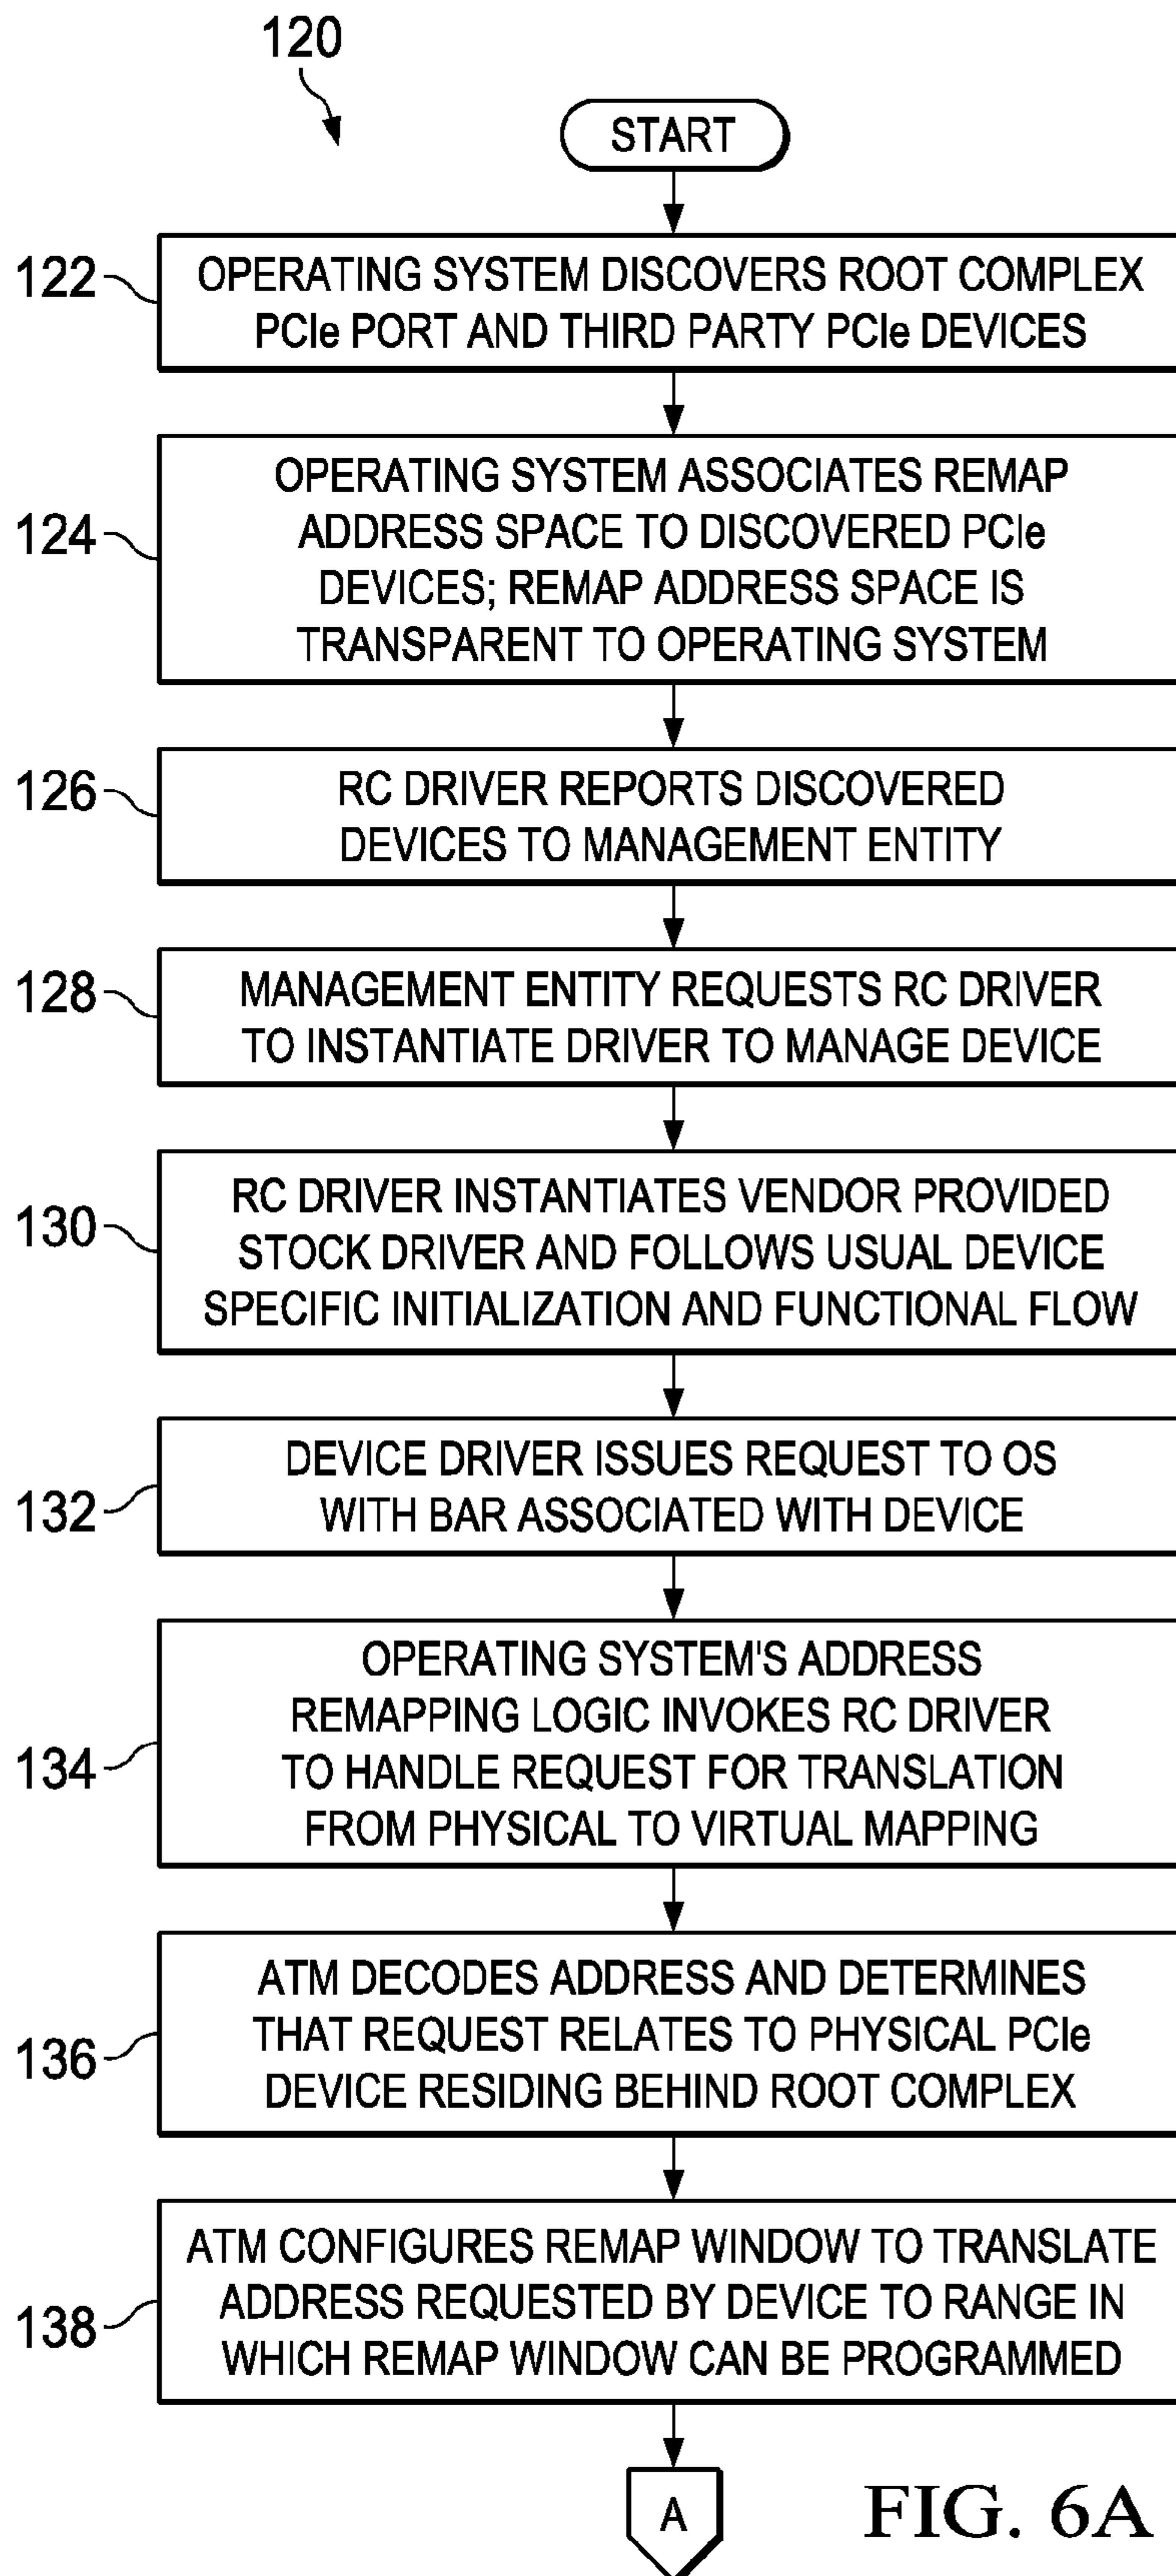 120
START
122
OPERATING SYSTEM DISCOVERS ROOT COMPLEX
PCIe PORT AND THIRD PARTY PCIe DEVICES
124
OPERATING SYSTEM ASSOCIATES REMAP
ADDRESS SPACE TO DISCOVERED PCIe
DEVICES; REMAP ADDRESS SPACE IS
TRANSPARENT TO OPERATING SYSTEM
126
RC DRIVER REPORTS DISCOVERED
DEVICES TO MANAGEMENT ENTITY
128
MANAGEMENT ENTITY REQUESTS RC DRIVER
TO INSTANTIATE DRIVER TO MANAGE DEVICE
130
RC DRIVER INSTANTIATES VENDOR PROVIDED
STOCK DRIVER AND FOLLOWS USUAL DEVICE
SPECIFIC INITIALIZATION AND FUNCTIONAL FLOW
132
DEVICE DRIVER ISSUES REQUEST TO OS
WITH BAR ASSOCIATED WITH DEVICE
134
OPERATING SYSTEM'S ADDRESS
REMAPPING LOGIC INVOKES RC DRIVER
TO HANDLE REQUEST FOR TRANSLATION
FROM PHYSICAL TO VIRTUAL MAPPING
136
ATM DECODES ADDRESS AND DETERMINES
THAT REQUEST RELATES TO PHYSICAL PCIe
DEVICE RESIDING BEHIND ROOT COMPLEX
138
ATM CONFIGURES REMAP WINDOW TO TRANSLATE
ADDRESS REQUESTED BY DEVICE TO RANGE IN
WHICH REMAP WINDOW CAN BE PROGRAMMED
A
FIG. 6A